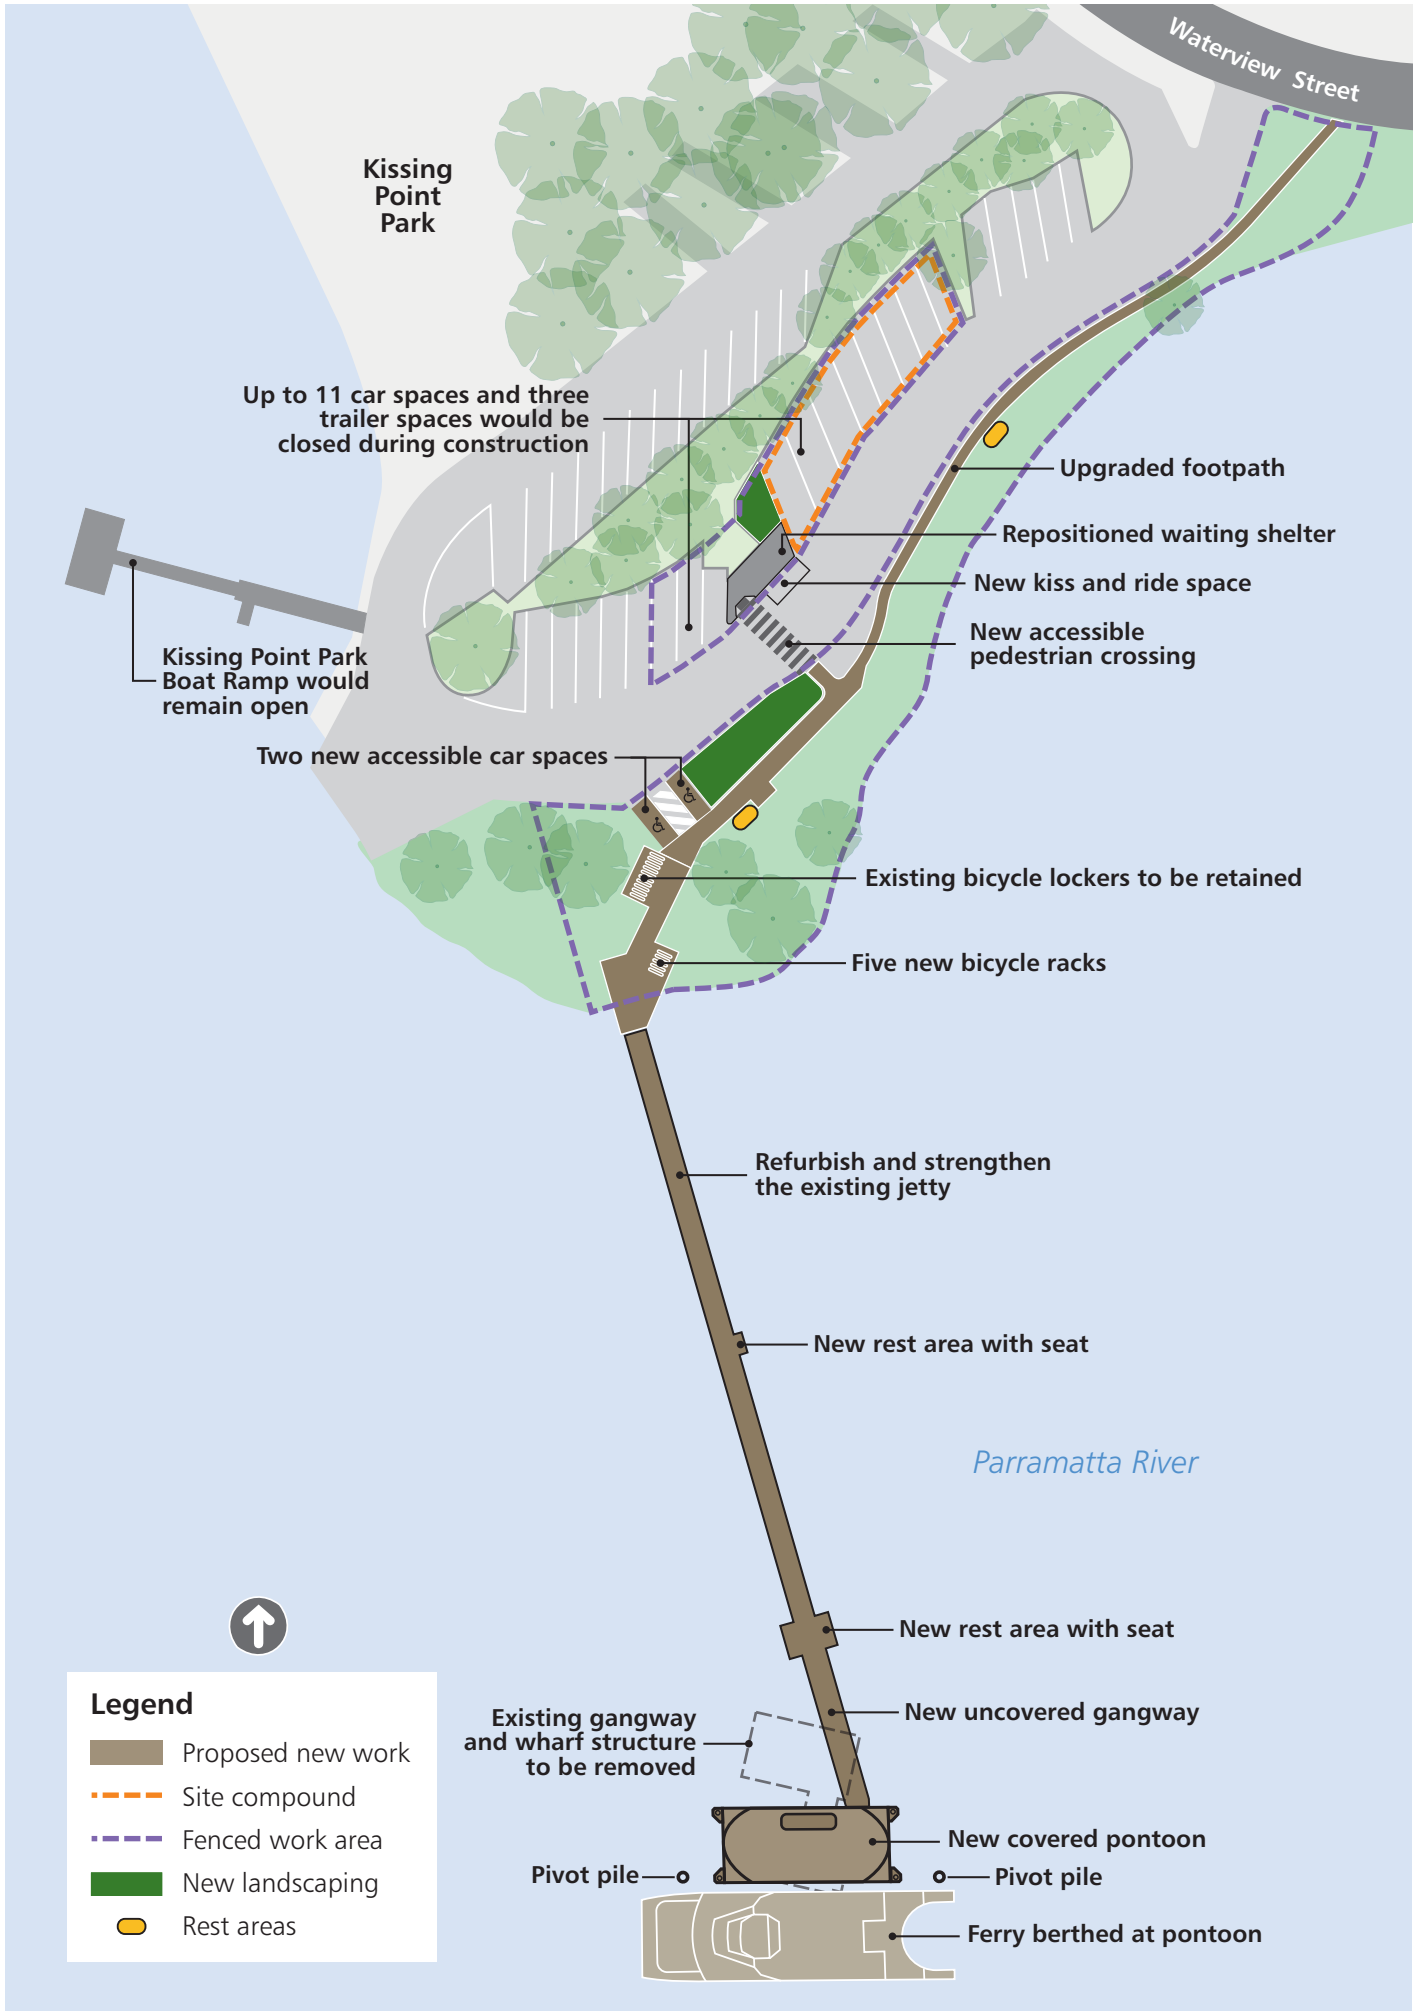 Waterview Street
Kissing
Point
Park
Up to 11 car spaces and three
trailer spaces would be
closed during construction
Upgraded footpath
Repositioned waiting shelter
New kiss and ride space
New accessible
pedestrian crossing
Kissing Point Park
Boat Ramp would
remain open
Two new accessible car spaces
Existing bicycle lockers to be retained
Five new bicycle racks
Refurbish and strengthen
the existing jetty
New rest area with seat
Parramatta River
New rest area with seat
New uncovered gangway
Existing gangway
and wharf structure
to be removed
New covered pontoon
Pivot pile
Pivot pile
Ferry berthed at pontoon
Legend
Proposed new work
Site compound
Fenced work area
New landscaping
Rest areas